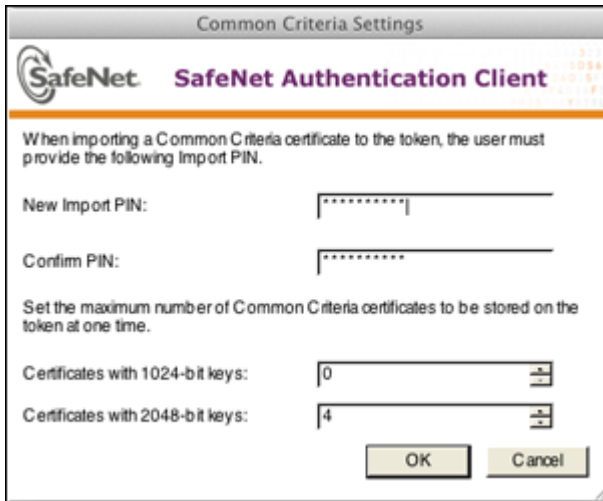 Common Criteria Settings
SafeNet. SafeNet Authentication Client
When importing a Common Criteria certificate to the token, the user must
provide the following Import PIN.
New Import PIN: **********
Confirm PIN: **********
Set the maximum number of Common Criteria certificates to be stored on the
token at one time.
Certificates with 1024-bit keys: 0
Certificates with 2048-bit keys: 4
OK Cancel